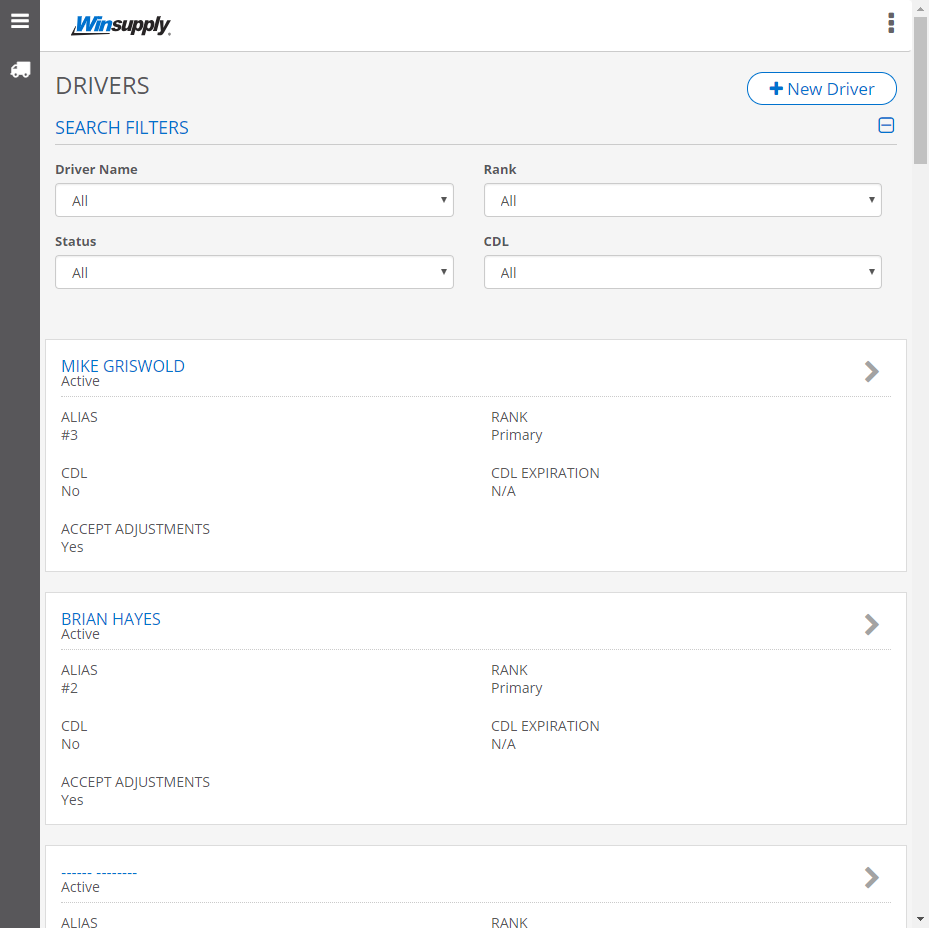 Winsupply
DRIVERS
New Driver
SEARCH FILTERS
Driver Name
Rank
All
All
Status
CDL
All
All
MIKE GRISWOLD
Active
ALIAS
RANK
#3
Primary
CDL
CDL EXPIRATION
No
N/A
ACCEPT ADJUSTMENTS
Yes
BRIAN HAYES
Active
ALIAS
RANK
#2
Primary
CDL
CDL EXPIRATION
No
N/A
ACCEPT ADJUSTMENTS
Yes
------ --------
Active
ALIAS
RANK